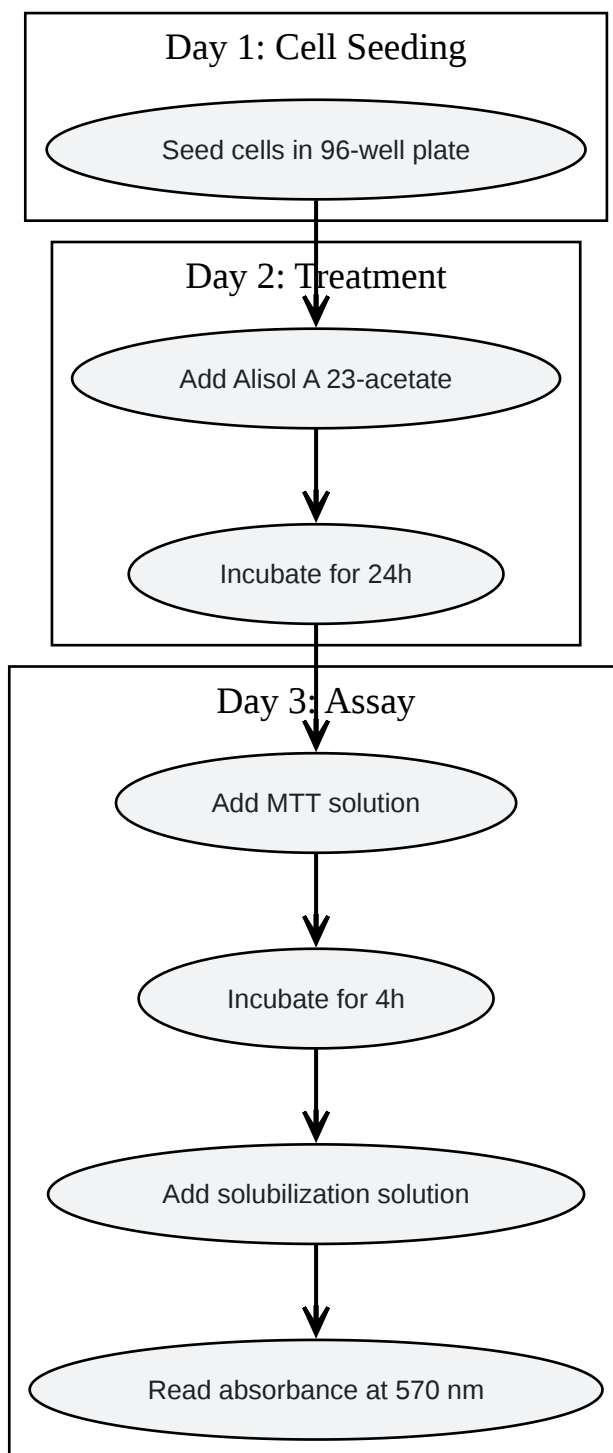 Day 1: Cell Seeding
Seed cells in 96-well plate
Day 2: Treatment
Add Alisol A 23-acetate
Incubate for 24h
Day 3: Assay
Add MTT solution
Incubate for 4h
Add solubilization solution
Read absorbance at 570 nm